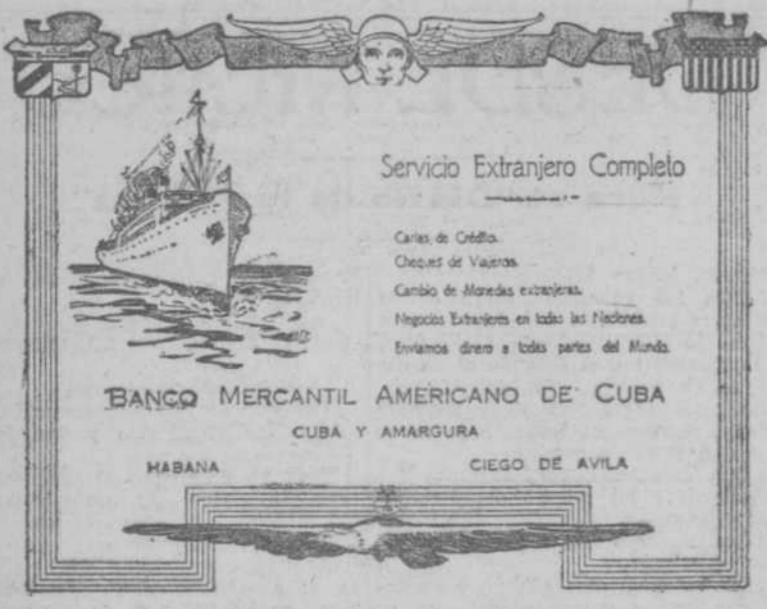 Servicio Extranjero Completo
Cartas de Crédito.
Cheques de Viajeros.
Cambio de Monedas extranjeras.
Negocios Extranjeros en todas las Naciones.
Enviamos dinero a todas partes del Mundo.
BANCO MERCANTIL AMERICANO DE CUBA
CUBA Y AMARGURA
HABANA CIEGO DE AVILA